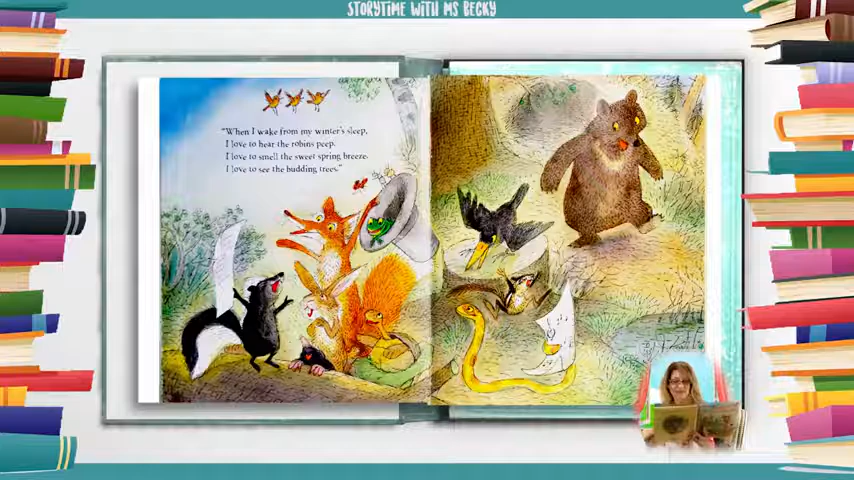 STORYTIME WITH MS BECKY
"When I wake from my winter's sleep,
I love to hear the robins peep.
I love to smell the sweet spring breeze.
I love to see the budding trees."